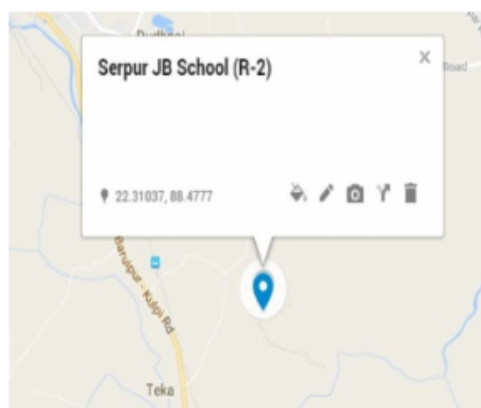 Serpur JB School (R-2)
Road
22.31037, 88.4777
Baruipur - Kulpi Rd
Teka